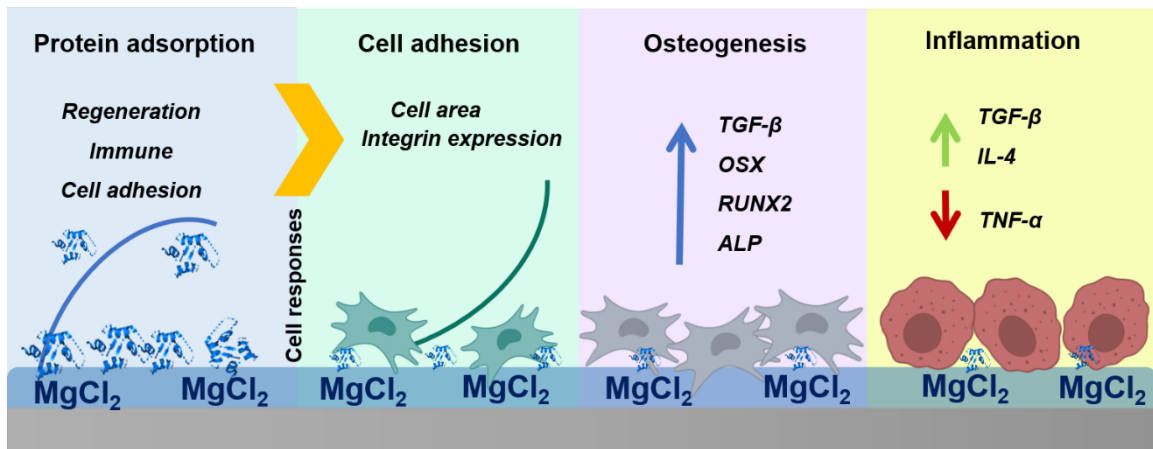 Protein adsorption
Regeneration
Immune
Cell adhesion
MgCl₂
MgCl₂
Cell responses
Cell adhesion
Cell area
Integrin expression
MgCl₂
MgCl₂
Osteogenesis
TGF-β
OSX
RUNX2
ALP
MgCl₂
MgCl₂
Inflammation
TGF-β
IL-4
TNF-α
MgCl₂
MgCl₂